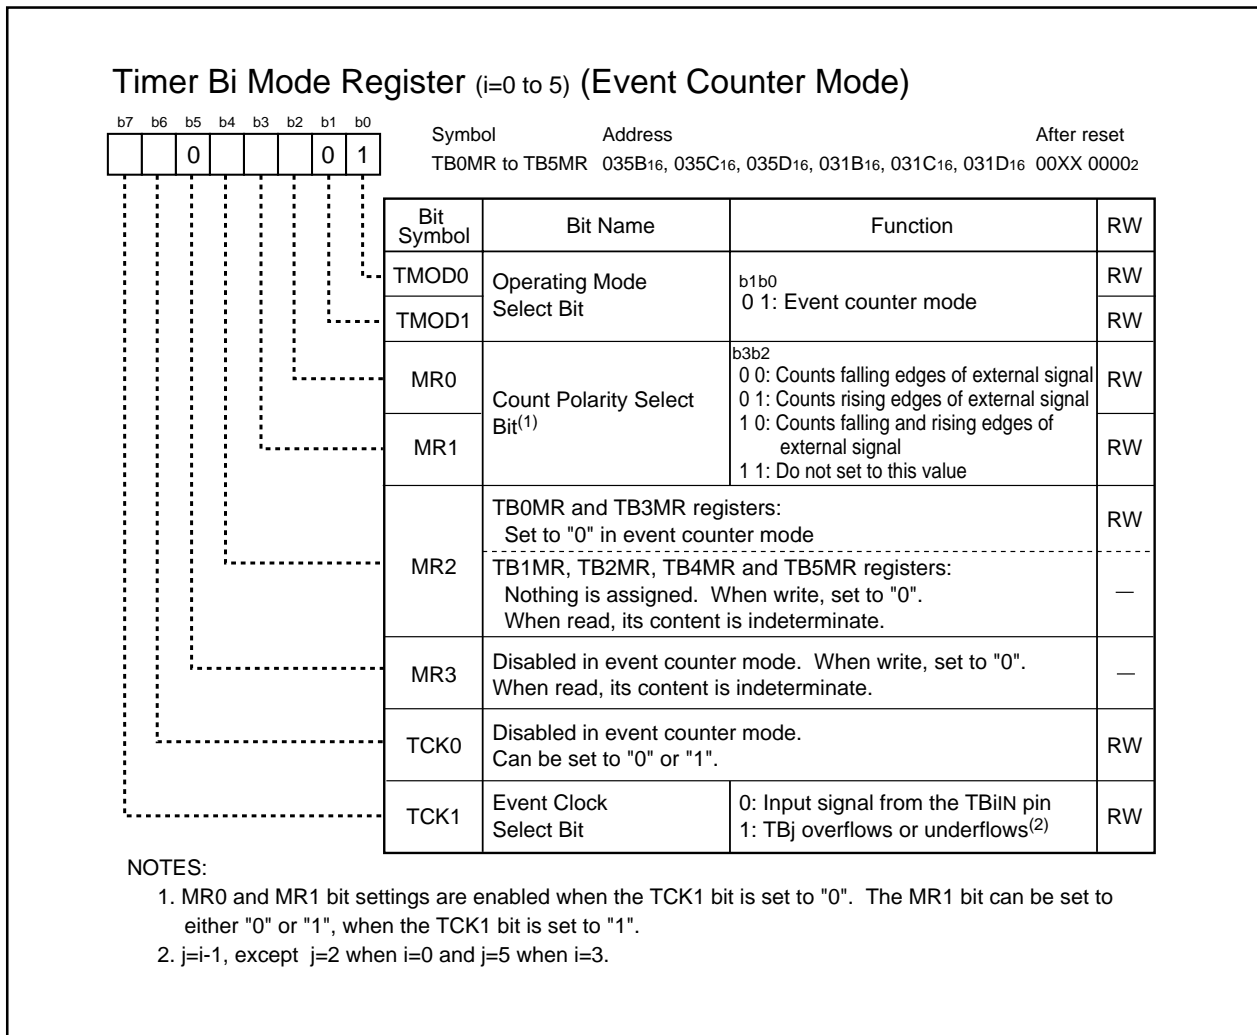 Timer Bi Mode Register (i=0 to 5) (Event Counter Mode)
b7 b6 b5 b4 b3 b2 b1 b0
0 0 1
Symbol Address After reset
TB0MR to TB5MR 035B16, 035C16, 035D16, 031B16, 031C16, 031D16 00XX 00002
Bit Symbol Bit Name Function RW
TMOD0 RW
Operating Mode
Select Bit
b1b0
0 1: Event counter mode
TMOD1 RW
MR0 RW
Count Polarity Select
Bit(1)
b3b2
0 0: Counts falling edges of external signal
0 1: Counts rising edges of external signal
1 0: Counts falling and rising edges of
external signal
1 1: Do not set to this value
MR1 RW
MR2
TB0MR and TB3MR registers:
Set to "0" in event counter mode
RW
TB1MR, TB2MR, TB4MR and TB5MR registers:
Nothing is assigned. When write, set to "0".
When read, its content is indeterminate.
—
MR3
Disabled in event counter mode. When write, set to "0".
When read, its content is indeterminate.
—
TCK0
Disabled in event counter mode.
Can be set to "0" or "1".
RW
TCK1
Event Clock
Select Bit
0: Input signal from the TBiIN pin
1: TBj overflows or underflows(2)
RW
NOTES:
1. MR0 and MR1 bit settings are enabled when the TCK1 bit is set to "0". The MR1 bit can be set to
either "0" or "1", when the TCK1 bit is set to "1".
2. j=i-1, except j=2 when i=0 and j=5 when i=3.